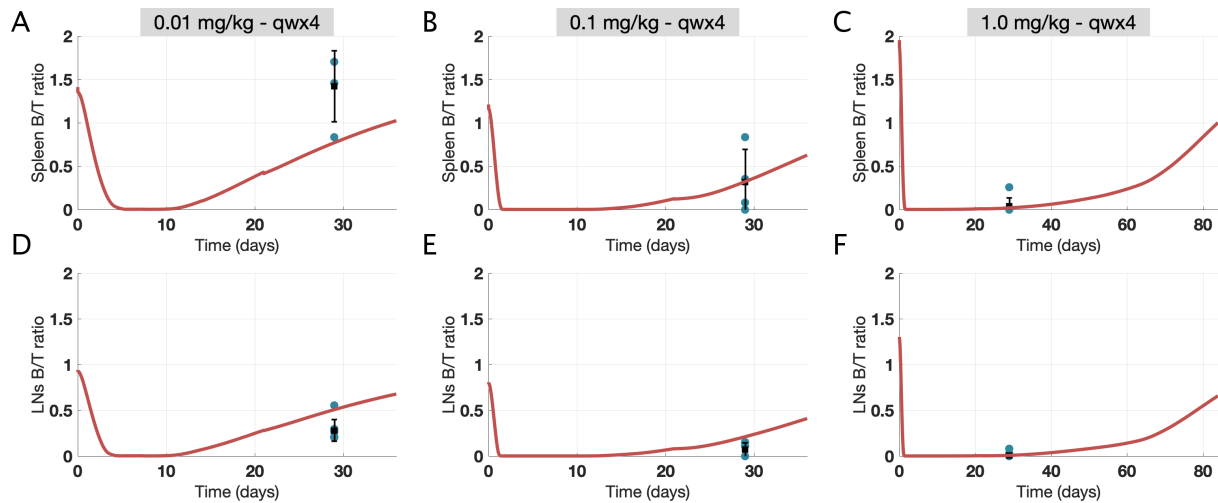 A
0.01 mg/kg - qwx4
B
0.1 mg/kg - qwx4
C
1.0 mg/kg - qwx4
Spleen B/T ratio
2
1.5
1
0.5
0
0 10 20 30
Time (days)
Spleen B/T ratio
2
1.5
1
0.5
0
0 10 20 30
Time (days)
Spleen B/T ratio
2
1.5
1
0.5
0
0 20 40 60 80
Time (days)
D
E
F
LNs B/T ratio
2
1.5
1
0.5
0
0 10 20 30
Time (days)
LNs B/T ratio
2
1.5
1
0.5
0
0 10 20 30
Time (days)
LNs B/T ratio
2
1.5
1
0.5
0
0 20 40 60 80
Time (days)